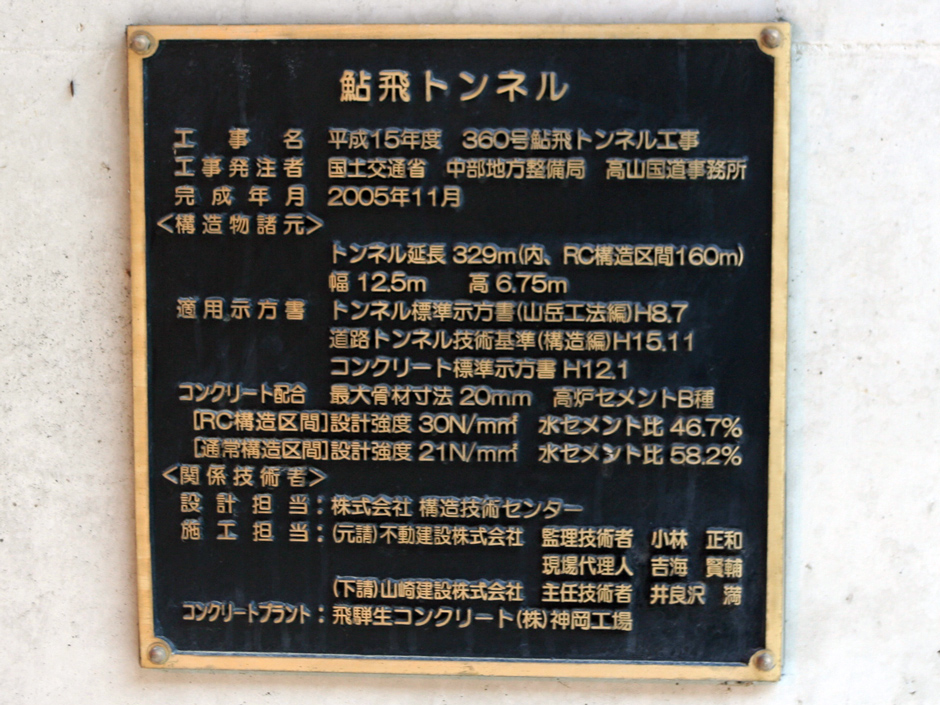 鮎飛トンネル
工事名 平成15年度 360号鮎飛トンネル工事
工事発注者 国土交通省 中部地方整備局 高山国道事務所
完成年月 2005年11月
<構造物諸元>
トンネル延長 329m(内、RC構造区間160m)
幅 12.5m 高 6.75m
適用示方書 トンネル標準示方書(山岳工法編)H8.7
道路トンネル技術基準(構造編)H15.11
コンクリート標準示方書 H12.1
コンクリート配合 最大骨材寸法 20mm 高炉セメントB種
[RC構造区間]設計強度 30N/mm² 水セメント比 46.7%
[通常構造区間]設計強度 21N/mm² 水セメント比 58.2%
<関係技術者>
設計担当:株式会社 構造技術センター
施工担当:(元請)不動建設株式会社 監理技術者 小林 正和
現場代理人 吉海 賢輔
(下請)山崎建設株式会社 主任技術者 井良沢 満
コンクリートプラント:飛騨生コンクリート(株)神岡工場